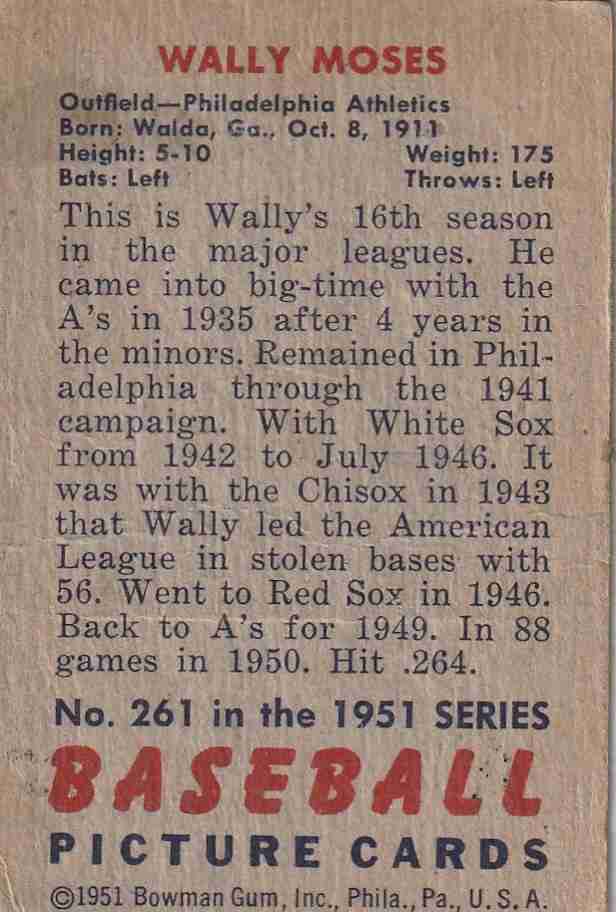 WALLY MOSES
Outfield—Philadelphia Athletics
Born: Walda, Ga., Oct. 8, 1911
Height: 5-10 Weight: 175
Bats: Left Throws: Left
This is Wally's 16th season
in the major leagues. He
came into big-time with the
A's in 1935 after 4 years in
the minors. Remained in Phil-
adelphia through the 1941
campaign. With White Sox
from 1942 to July 1946. It
was with the Chisox in 1943
that Wally led the American
League in stolen bases with
56. Went to Red Sox in 1946.
Back to A's for 1949. In 88
games in 1950. Hit .264.
No. 261 in the 1951 SERIES
BASEBALL
PICTURE CARDS
©1951 Bowman Gum, Inc., Phila., Pa., U. S. A.